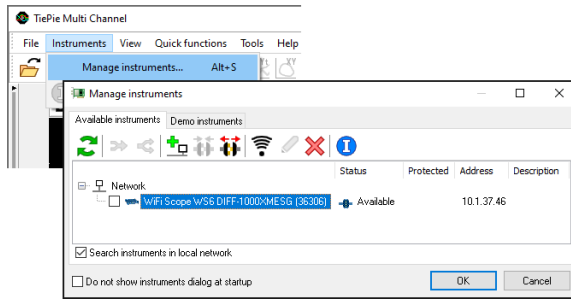 TiePie Multi Channel
File Instruments View Quick functions Tools Help
Manage instruments... Alt+S
XY
Manage instruments
Available instruments Demo instruments
Status Protected Address Description
Network
WiFi Scope WS6 DIFF-1000XMESG (36306) Available 10.1.37.46
Search instruments in local network
Do not show instruments dialog at startup OK Cancel